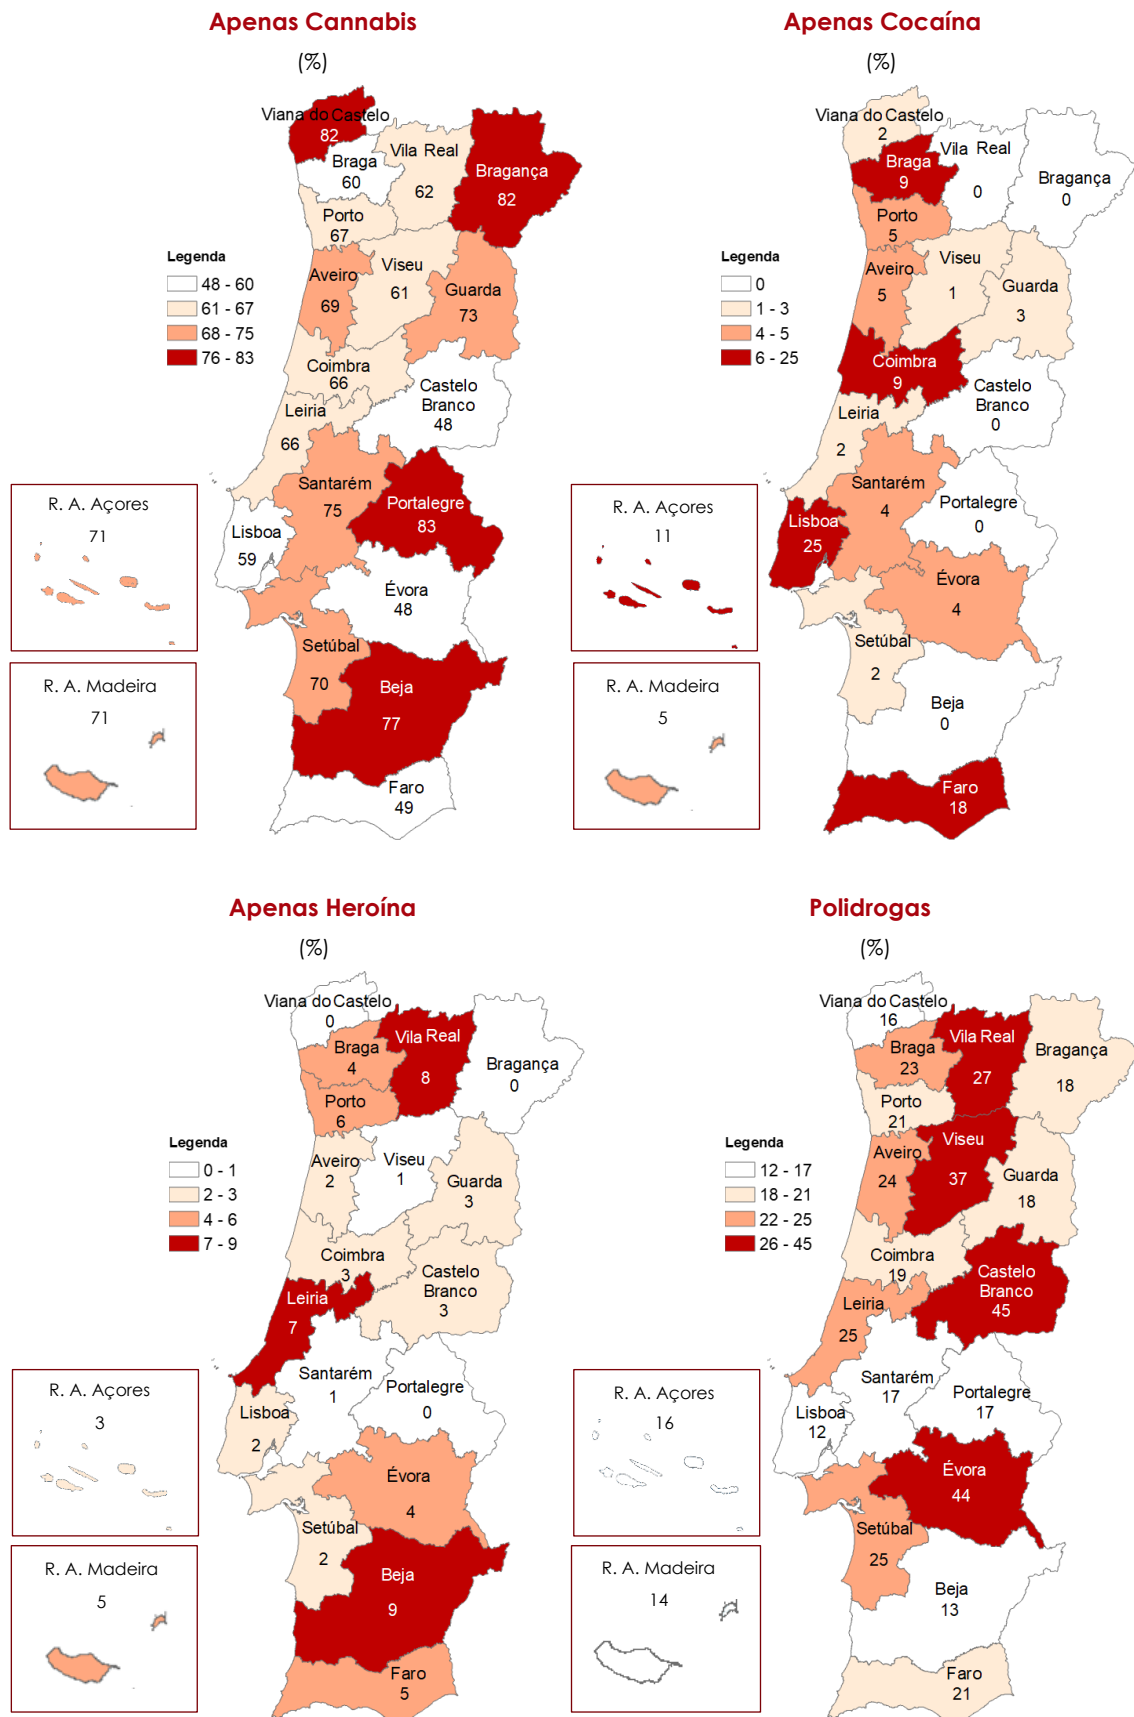 Apenas Cannabis
(%)
Viana do Castelo
82
Braga
60
Vila Real
62
Bragança
82
Porto
67
Legenda
48 - 60
61 - 67
68 - 75
76 - 83
Aveiro
69
Viseu
61
Guarda
73
Coimbra
66
Castelo
Branco
48
Leiria
66
Santarém
75
Portalegre
83
R. A. Açores
71
Lisboa
59
Évora
48
Setúbal
70
R. A. Madeira
71
Beja
77
Faro
49
Apenas Cocaína
(%)
Viana do Castelo
2
Braga
9
Vila Real
0
Bragança
0
Porto
5
Legenda
0
1 - 3
4 - 5
6 - 25
Aveiro
5
Viseu
1
Guarda
3
Coimbra
9
Castelo
Branco
0
Leiria
2
Santarém
4
Portalegre
0
R. A. Açores
11
Lisboa
25
Évora
4
Setúbal
2
R. A. Madeira
5
Beja
0
Faro
18
Apenas Heroína
(%)
Viana do Castelo
0
Braga
4
Vila Real
8
Bragança
0
Porto
6
Legenda
0 - 1
2 - 3
4 - 6
7 - 9
Aveiro
2
Viseu
1
Guarda
3
Coimbra
3
Castelo
Branco
3
Leiria
7
Santarém
1
Portalegre
0
R. A. Açores
3
Lisboa
2
Évora
4
Setúbal
2
R. A. Madeira
5
Beja
9
Faro
5
Polidrogas
(%)
Viana do Castelo
16
Braga
23
Vila Real
27
Bragança
18
Porto
21
Legenda
12 - 17
18 - 21
22 - 25
26 - 45
Aveiro
24
Viseu
37
Guarda
18
Coimbra
19
Castelo
Branco
45
Leiria
25
Santarém
17
Portalegre
17
R. A. Açores
16
Lisboa
12
Évora
44
Setúbal
25
R. A. Madeira
14
Beja
13
Faro
21